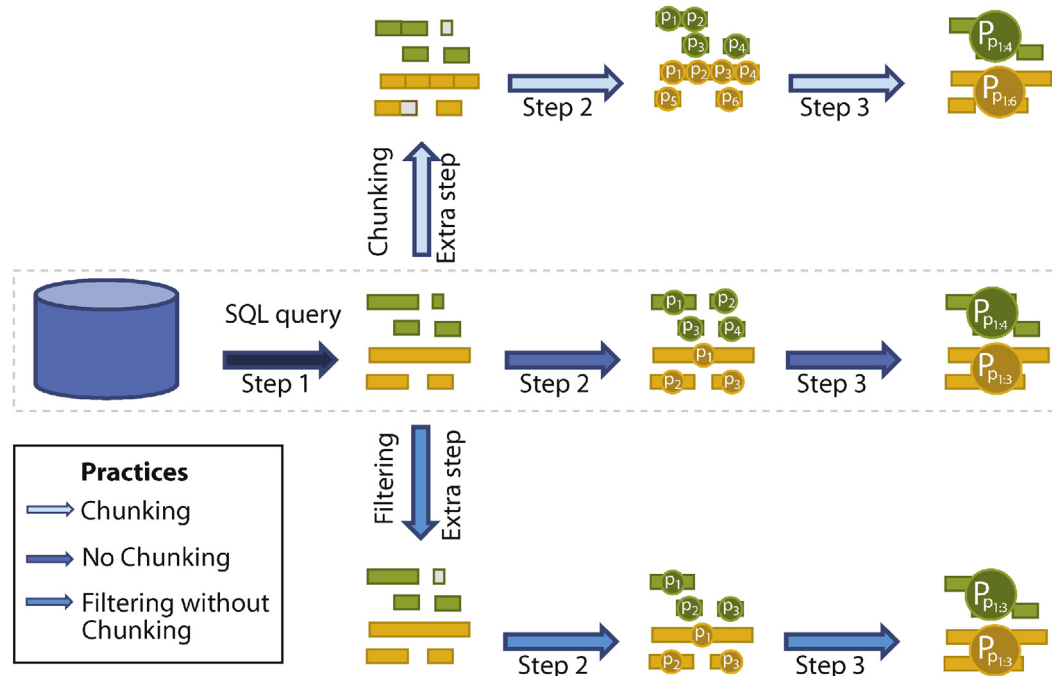 p1 p2
p3 p4
p1 p2 p3 p4
p5 p6
Pp1:4
Pp1:6
Step 2
Step 3
Chunking
Extra step
SQL query
Step 1
p1 p2
p3 p4
p1
p2 p3
Pp1:4
Pp1:3
Step 2
Step 3
Filtering
Extra step
Practices
Chunking
No Chunking
Filtering without
Chunking
p1
p2 p3
p1
p2 p3
Pp1:3
Pp1:3
Step 2
Step 3